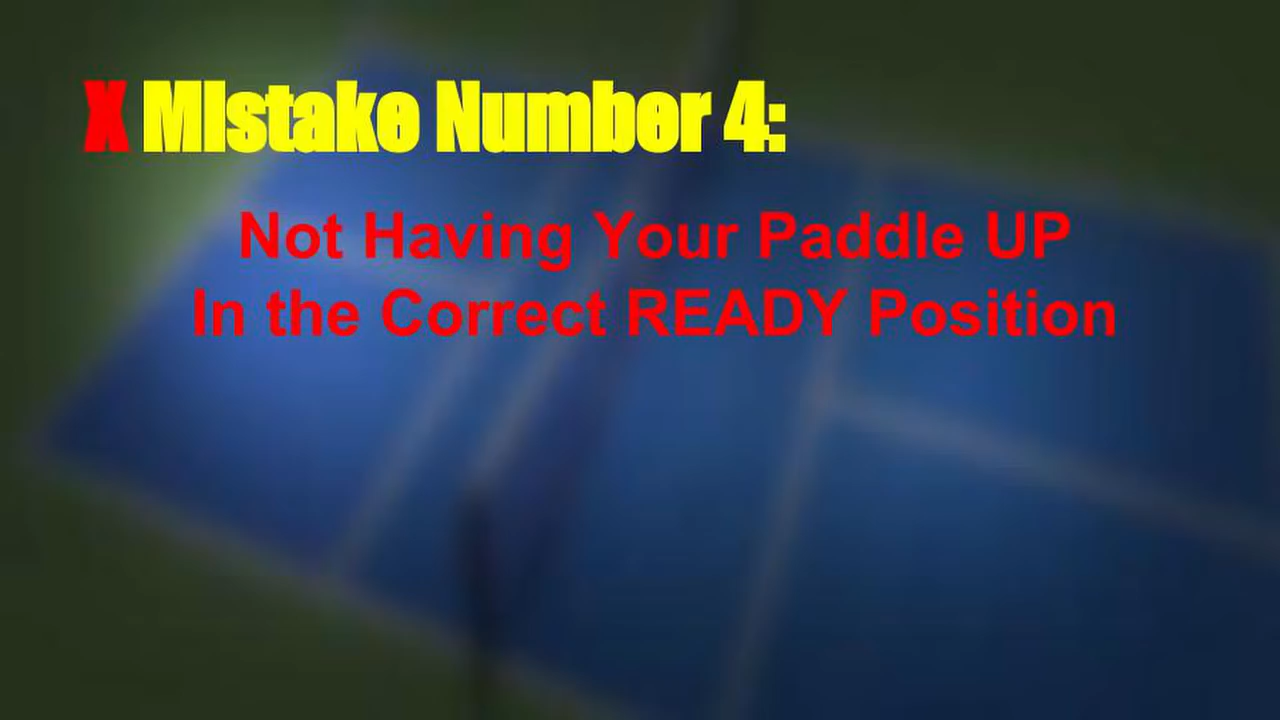 X Mistake Number 4:
Not Having Your Paddle UP
In the Correct READY Position